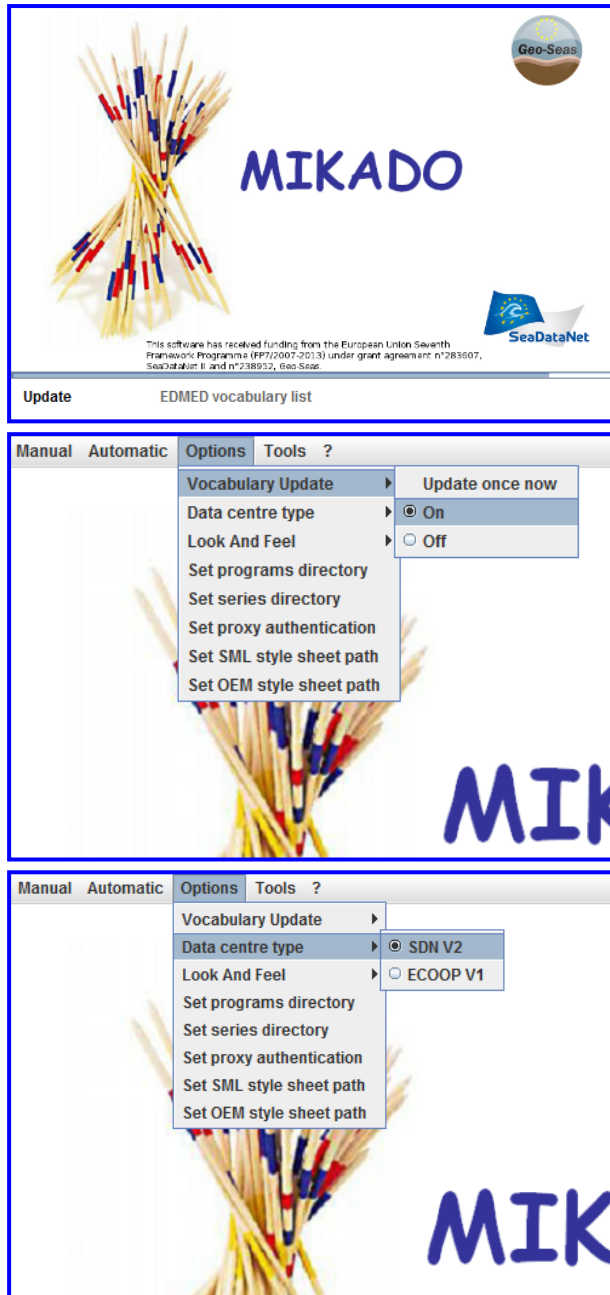 Geo-Seas
MIKADO
SeaDataNet
This software has received funding from the European Union Seventh
Framework Programme (FP7/2007-2013) under grant agreement n°283607,
SeaDataNet II and n°238952, Geo-Seas.
Update EDMED vocabulary list
Manual Automatic Options Tools ?
Vocabulary Update Update once now
Data centre type On
Look And Feel Off
Set programs directory
Set series directory
Set proxy authentication
Set SML style sheet path
Set OEM style sheet path
MIK
Manual Automatic Options Tools ?
Vocabulary Update
Data centre type SDN V2
Look And Feel ECOOP V1
Set programs directory
Set series directory
Set proxy authentication
Set SML style sheet path
Set OEM style sheet path
MIK